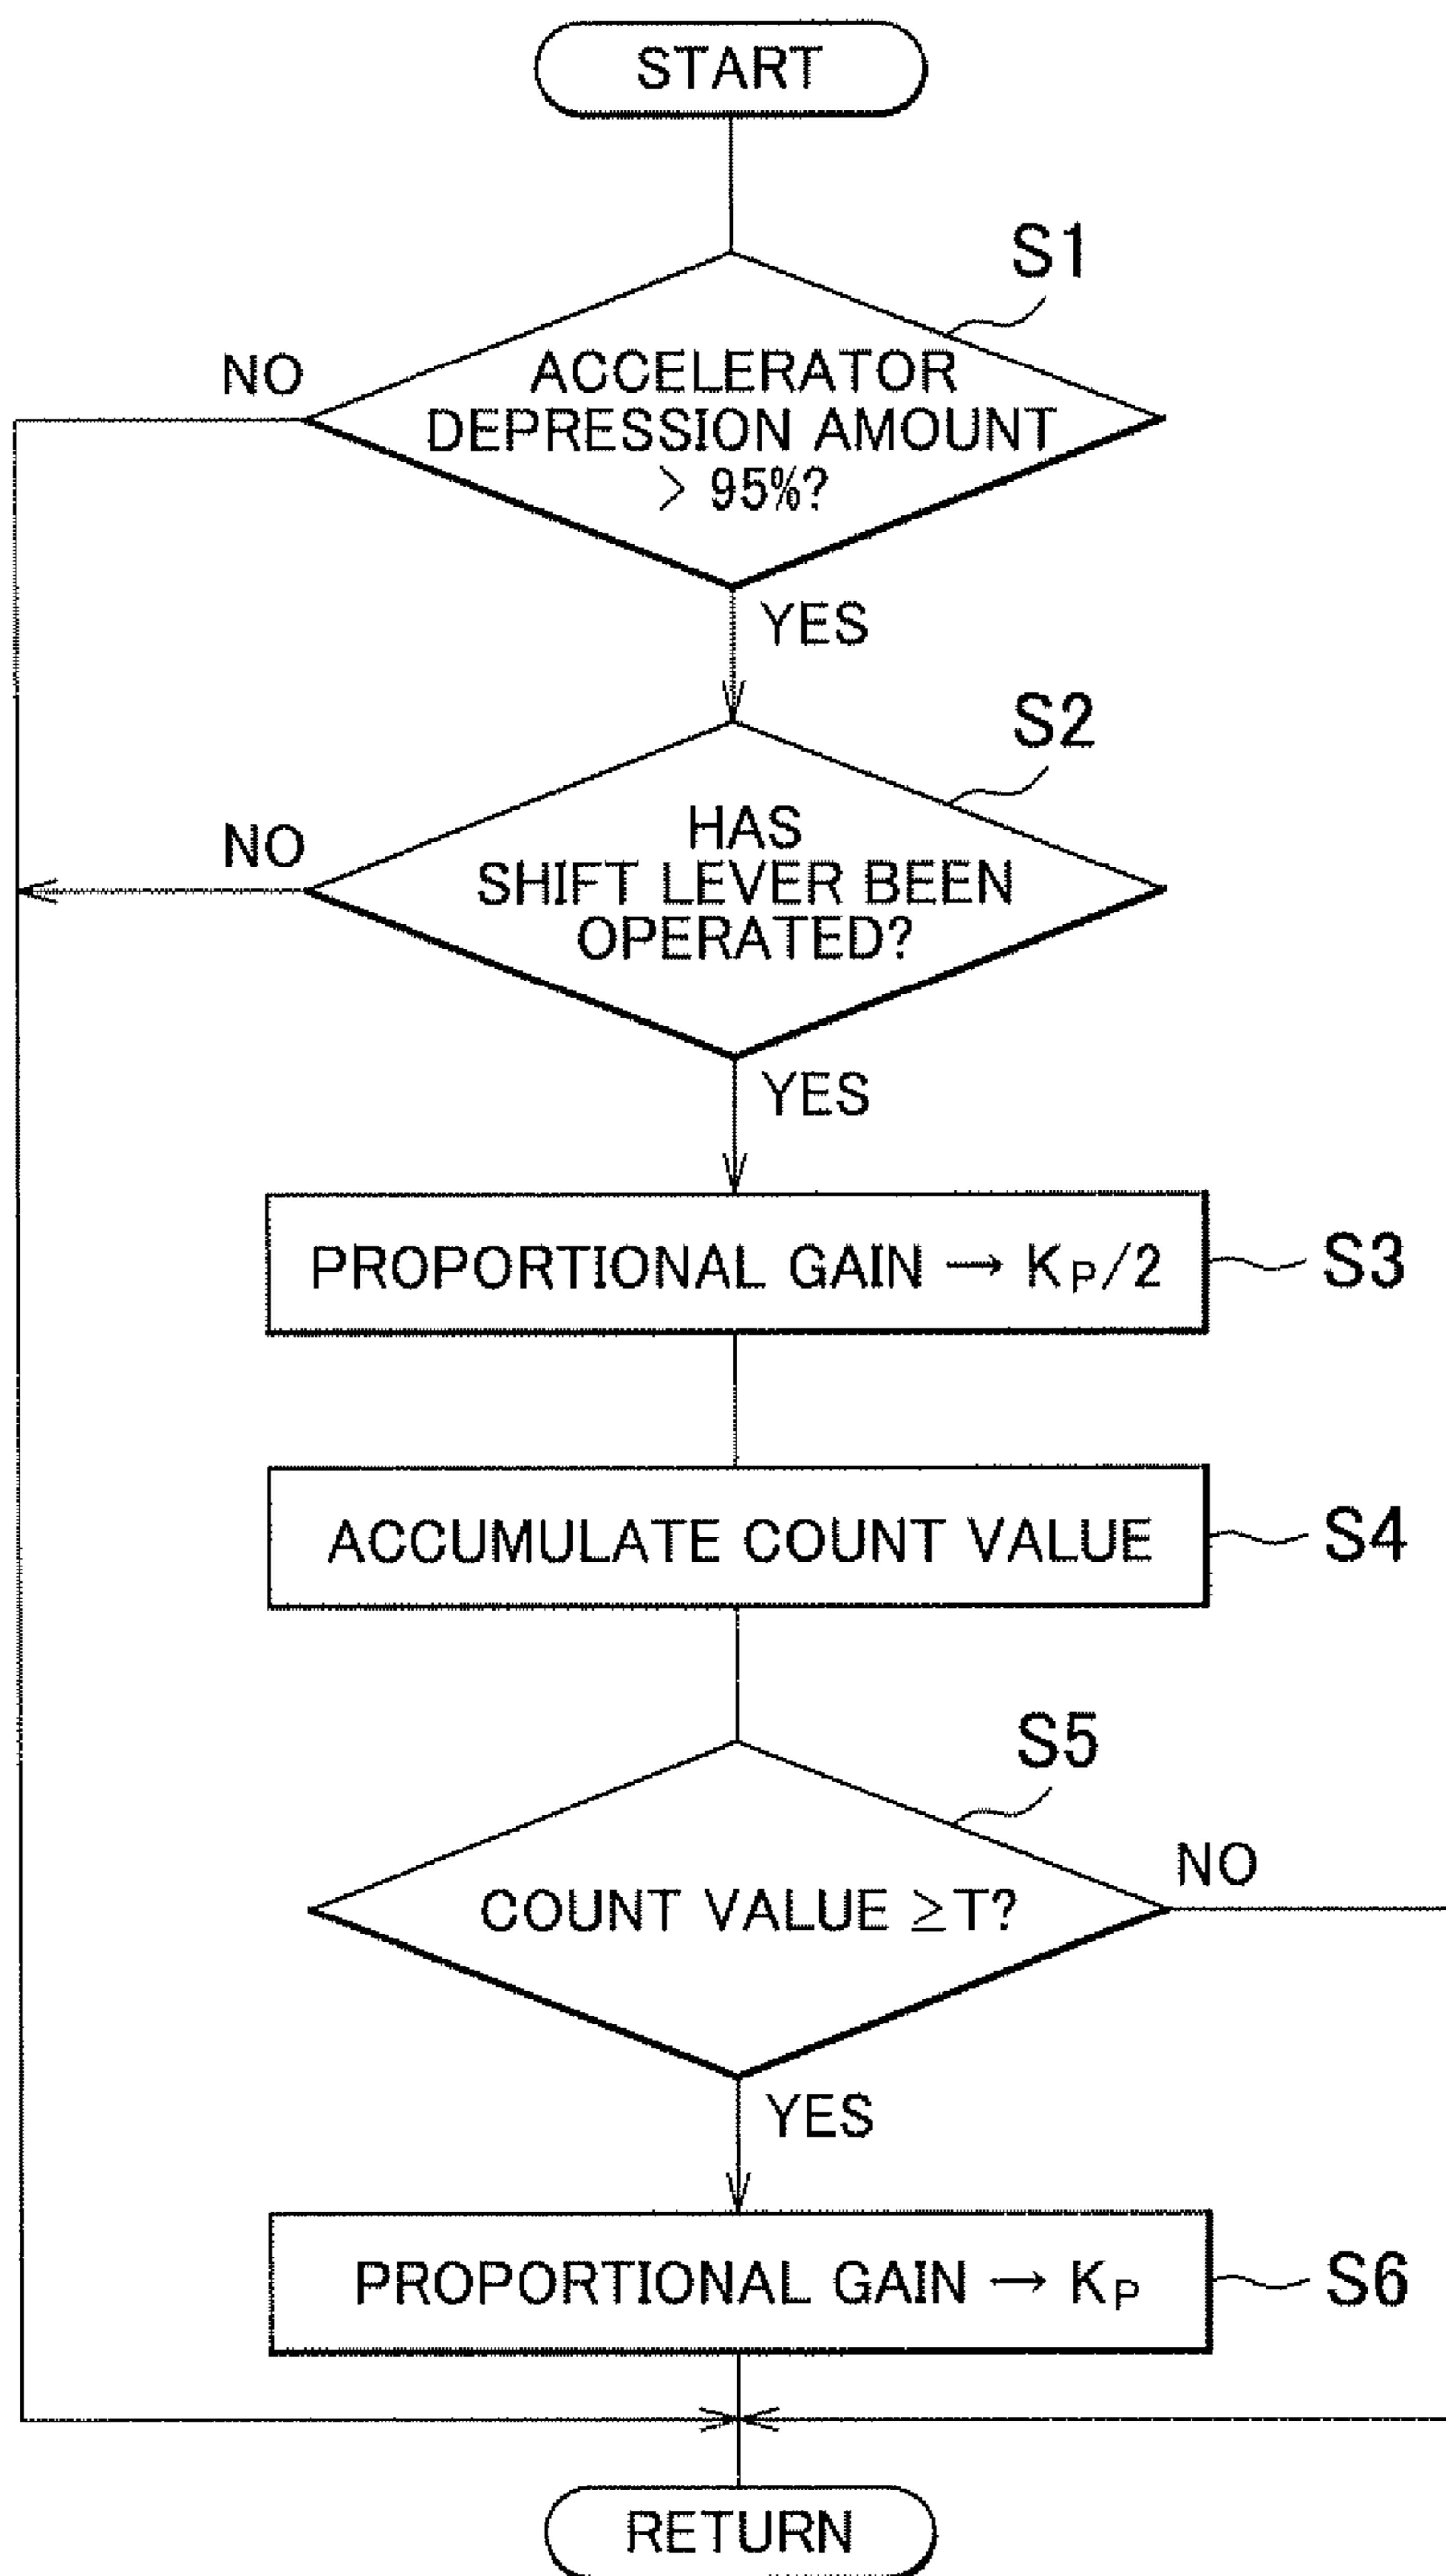 START
S1
NO
ACCELERATOR
DEPRESSION AMOUNT
> 95%?
YES
S2
NO
HAS
SHIFT LEVER BEEN
OPERATED?
YES
PROPORTIONAL GAIN → KP/2
S3
ACCUMULATE COUNT VALUE
S4
S5
NO
COUNT VALUE ≥T?
YES
PROPORTIONAL GAIN → KP
S6
RETURN